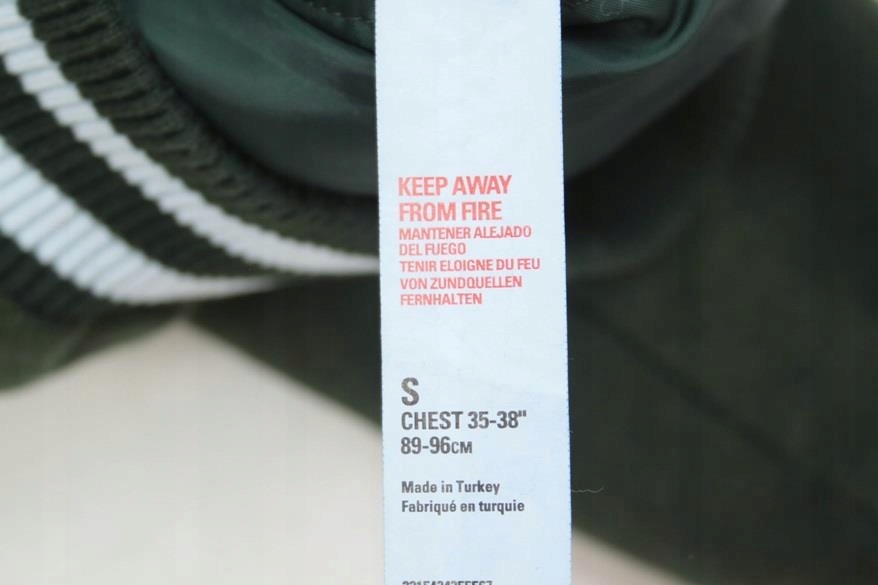 KEEP AWAY
FROM FIRE
MANTENER ALEJADO
DEL FUEGO
TENIR ELOIGNE DU FEU
VON ZUNDQUELLEN
FERNHALTEN
S
CHEST 35-38"
89-96CM
Made in Turkey
Fabriqué en turquie